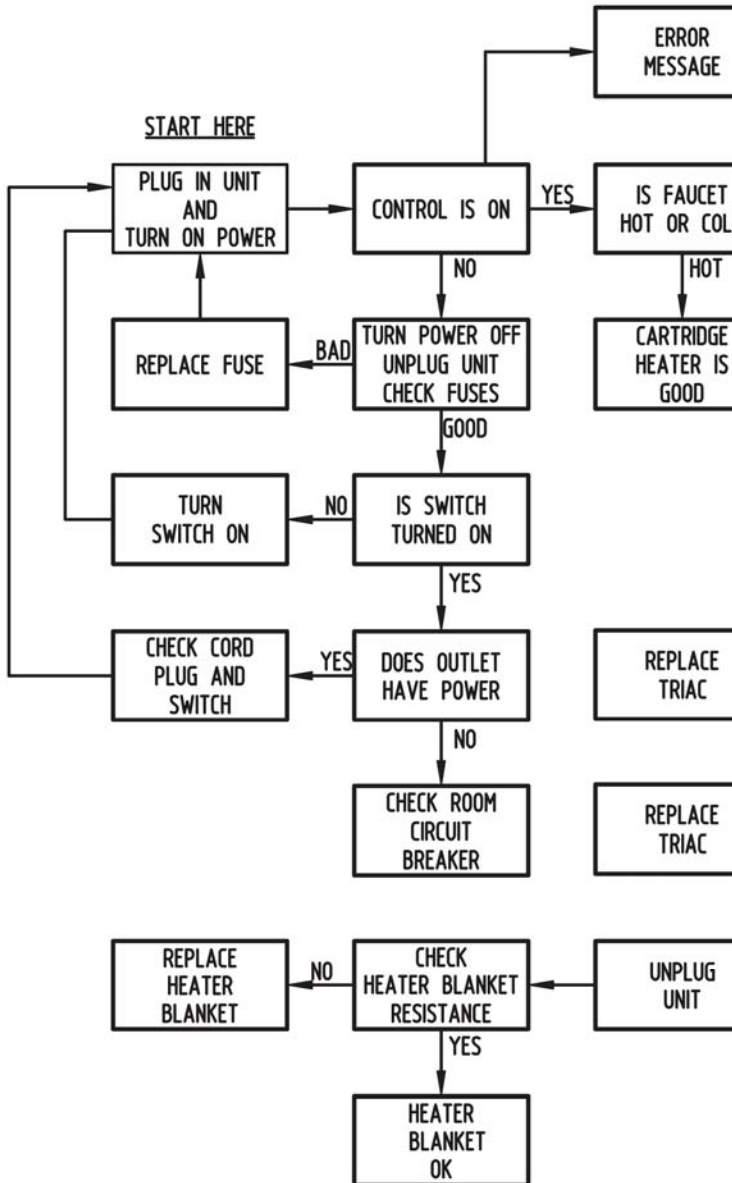 ERROR
MESSAGE
START HERE
PLUG IN UNIT
AND
TURN ON POWER
CONTROL IS ON
YES
IS FAUCET
HOT OR COL
NO
HOT
REPLACE FUSE
BAD
TURN POWER OFF
UNPLUG UNIT
CHECK FUSES
CARTRIDGE
HEATER IS
GOOD
GOOD
TURN
SWITCH ON
NO
IS SWITCH
TURNED ON
YES
CHECK CORD
PLUG AND
SWITCH
YES
DOES OUTLET
HAVE POWER
REPLACE
TRIAC
NO
CHECK ROOM
CIRCUIT
BREAKER
REPLACE
TRIAC
REPLACE
HEATER
BLANKET
NO
CHECK
HEATER BLANKET
RESISTANCE
UNPLUG
UNIT
YES
HEATER
BLANKET
OK